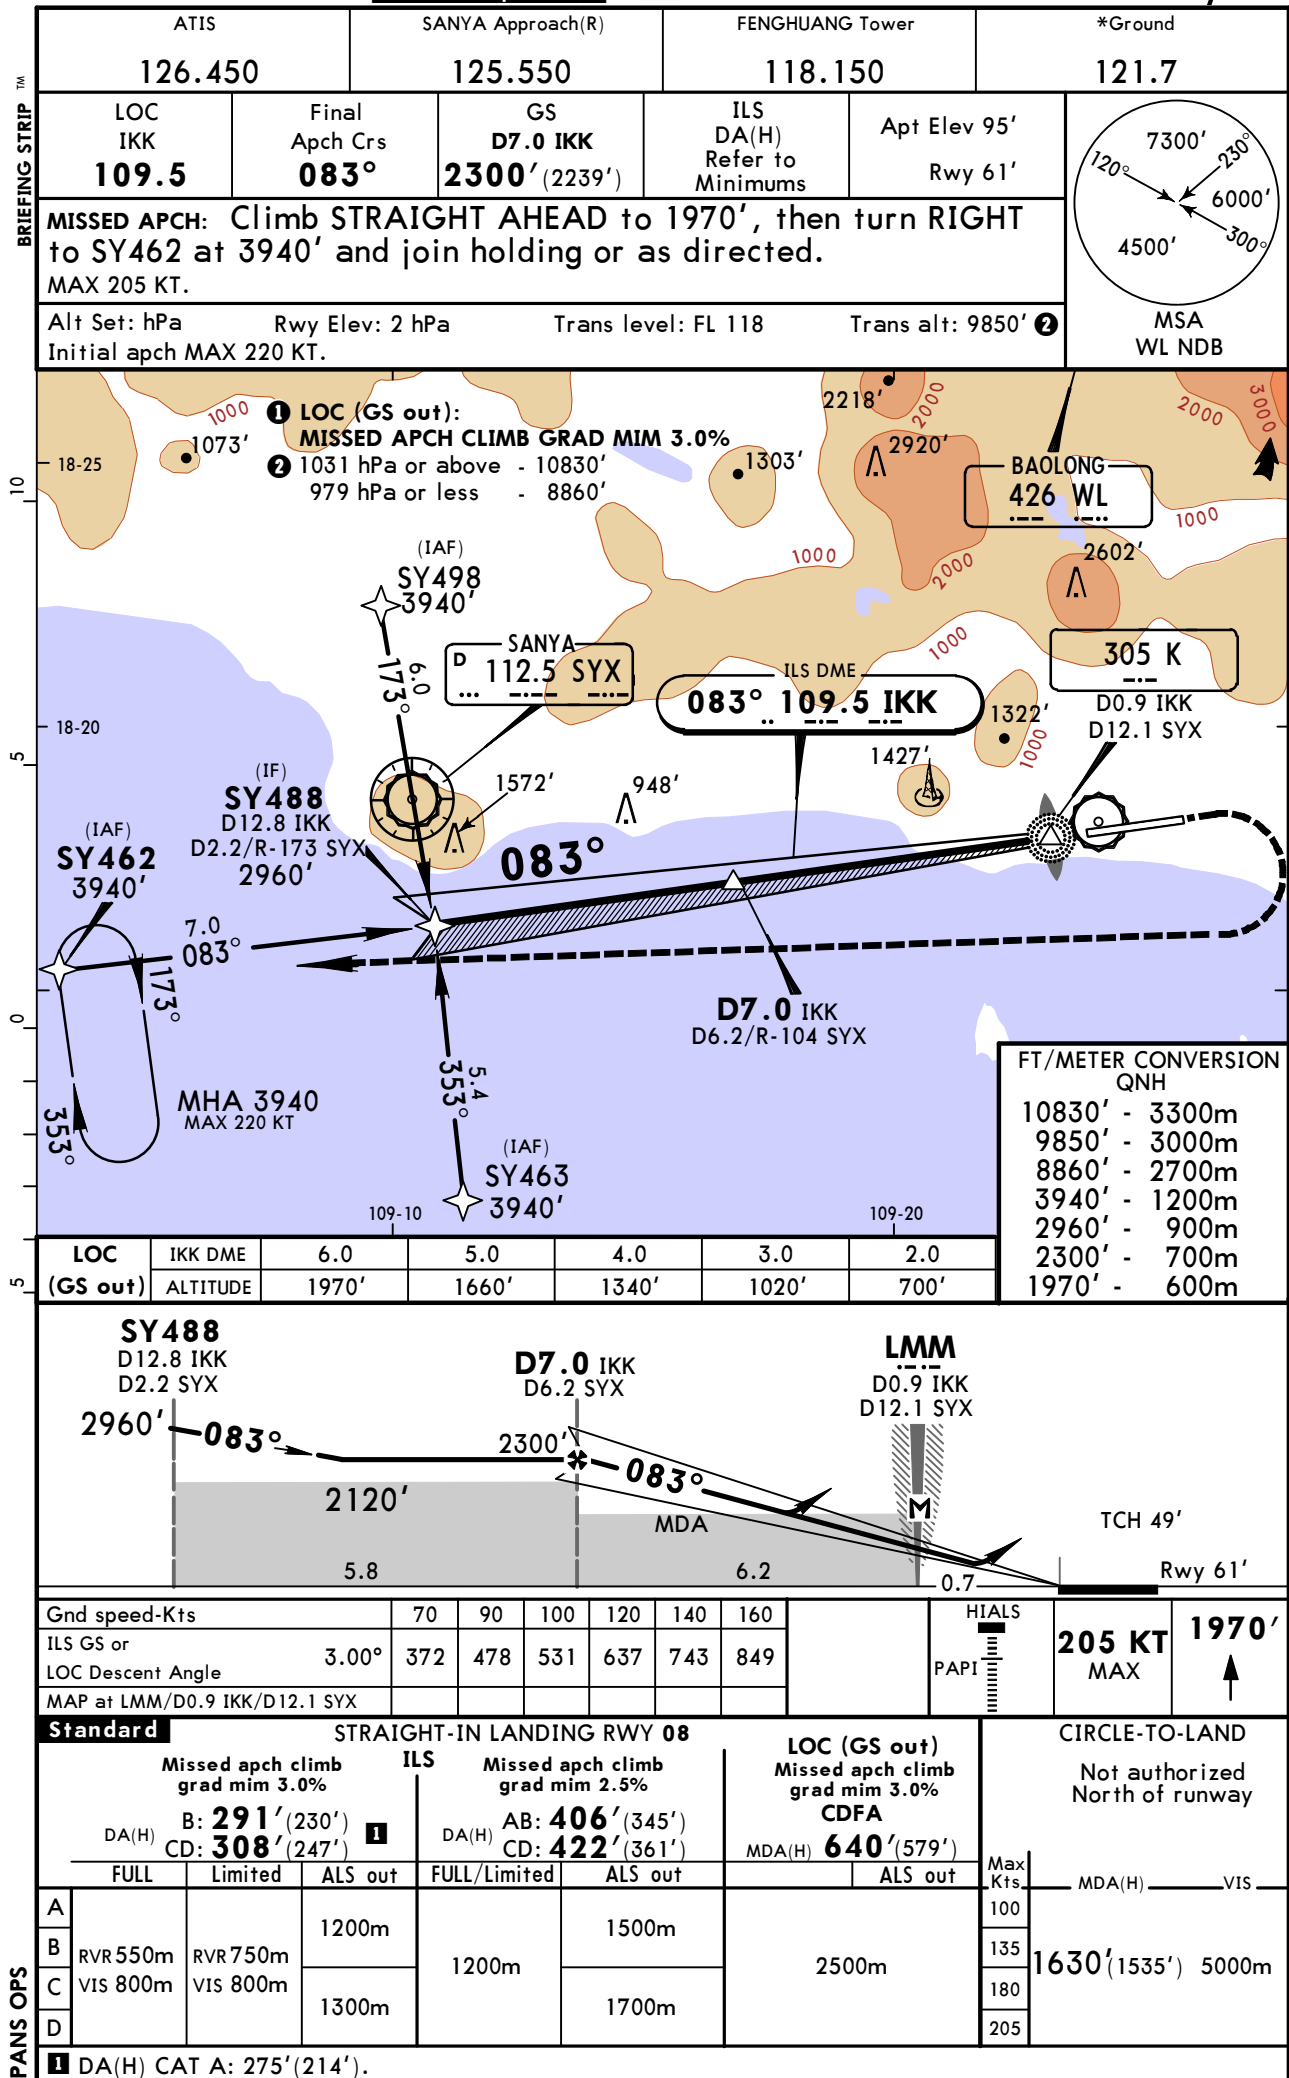 ATIS
126.450
SANYA Approach(R)
125.550
FENGHUANG Tower
118.150
*Ground
121.7
BRIEFING STRIP TM
LOC
IKK
109.5
Final
Apch Crs
083°
GS
D7.0 IKK
2300'(2239')
ILS
DA(H)
Refer to
Minimums
Apt Elev 95'
Rwy 61'
MISSED APCH: Climb STRAIGHT AHEAD to 1970', then turn RIGHT
to SY462 at 3940' and join holding or as directed.
MAX 205 KT.
Alt Set: hPa Rwy Elev: 2 hPa Trans level: FL 118 Trans alt: 9850' 2
Initial apch MAX 220 KT.
120°
7300'
230°
6000'
300°
4500'
MSA
WL NDB
1000
1 LOC (GS out):
MISSED APCH CLIMB GRAD MIM 3.0%
2 1031 hPa or above - 10830'
979 hPa or less - 8860'
1073'
18-25
10
2218'
2000
2920'
1303'
2000
3000
BAOLONG
426 WL
1000
1000
2000
2602'
(IAF)
SY498
3940'
6.0
173°
SANYA
D 112.5 SYX
ILS DME
083° 109.5 IKK
1000
305 K
D0.9 IKK
D12.1 SYX
1322'
1000
1427'
18-20
5
(IF)
SY488
D12.8 IKK
D2.2/R-173 SYX
2960'
1572'
948'
083°
(IAF)
SY462
3940'
7.0
083°
173°
353°
MHA 3940
MAX 220 KT
0
D7.0 IKK
D6.2/R-104 SYX
5.4
353°
(IAF)
SY463
3940'
109-10
109-20
5
FT/METER CONVERSION
QNH
10830' - 3300m
9850' - 3000m
8860' - 2700m
3940' - 1200m
2960' - 900m
2300' - 700m
1970' - 600m
LOC
(GS out)
IKK DME 6.0 5.0 4.0 3.0 2.0
ALTITUDE 1970' 1660' 1340' 1020' 700'
SY488
D12.8 IKK
D2.2 SYX
2960'
083°
D7.0 IKK
D6.2 SYX
2300'
083°
LMM
D0.9 IKK
D12.1 SYX
M
2120'
MDA
TCH 49'
5.8
6.2
0.7
Rwy 61'
Gnd speed-Kts 70 90 100 120 140 160
ILS GS or
LOC Descent Angle 3.00° 372 478 531 637 743 849
MAP at LMM/D0.9 IKK/D12.1 SYX
HIALS
PAPI
205 KT
MAX
1970'
Standard
STRAIGHT-IN LANDING RWY 08
ILS
Missed apch climb
grad mim 3.0%
DA(H)
B: 291'(230')
CD: 308'(247')
1
Missed apch climb
grad mim 2.5%
DA(H)
AB: 406'(345')
CD: 422'(361')
LOC (GS out)
Missed apch climb
grad mim 3.0%
CDFA
MDA(H) 640'(579')
CIRCLE-TO-LAND
Not authorized
North of runway
FULL Limited ALS out FULL/Limited ALS out ALS out
Max
Kts
MDA(H) VIS
A
B
C
D
RVR 550m
VIS 800m
RVR 750m
VIS 800m
1200m
1300m
1200m
1500m
1700m
2500m
100
135
180
205
1630'(1535') 5000m
1 DA(H) CAT A: 275'(214').
PANS OPS